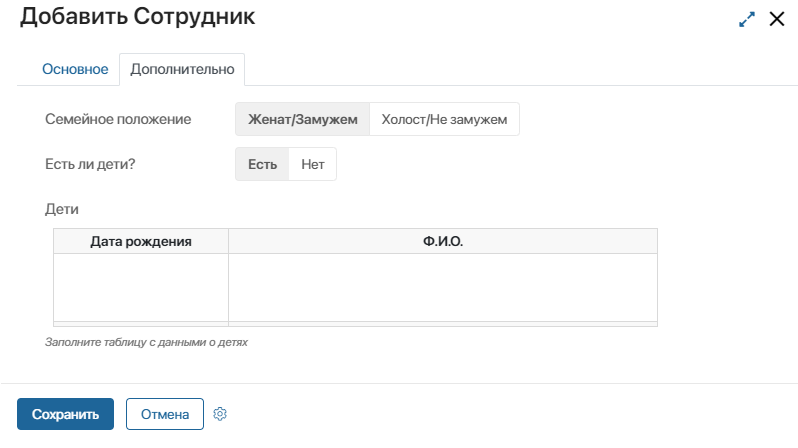 Добавить Сотрудник
Основное Дополнительно
Семейное положение Женат/Замужем Холост/Не замужем
Есть ли дети? Есть Нет
Дети
Дата рождения Ф.И.О.
Заполните таблицу с данными о детях
Сохранить Отмена